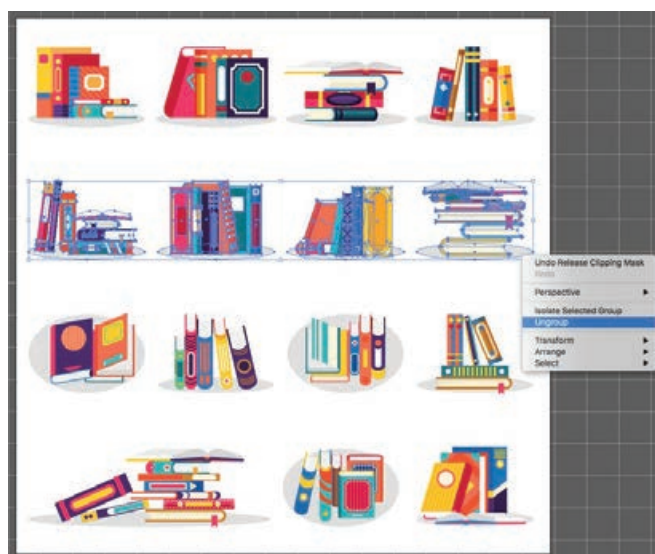 Undo Release Clipping Mask
Redo
Perspective
Isolate Selected Group
Ungroup
Transform
Arrange
Select